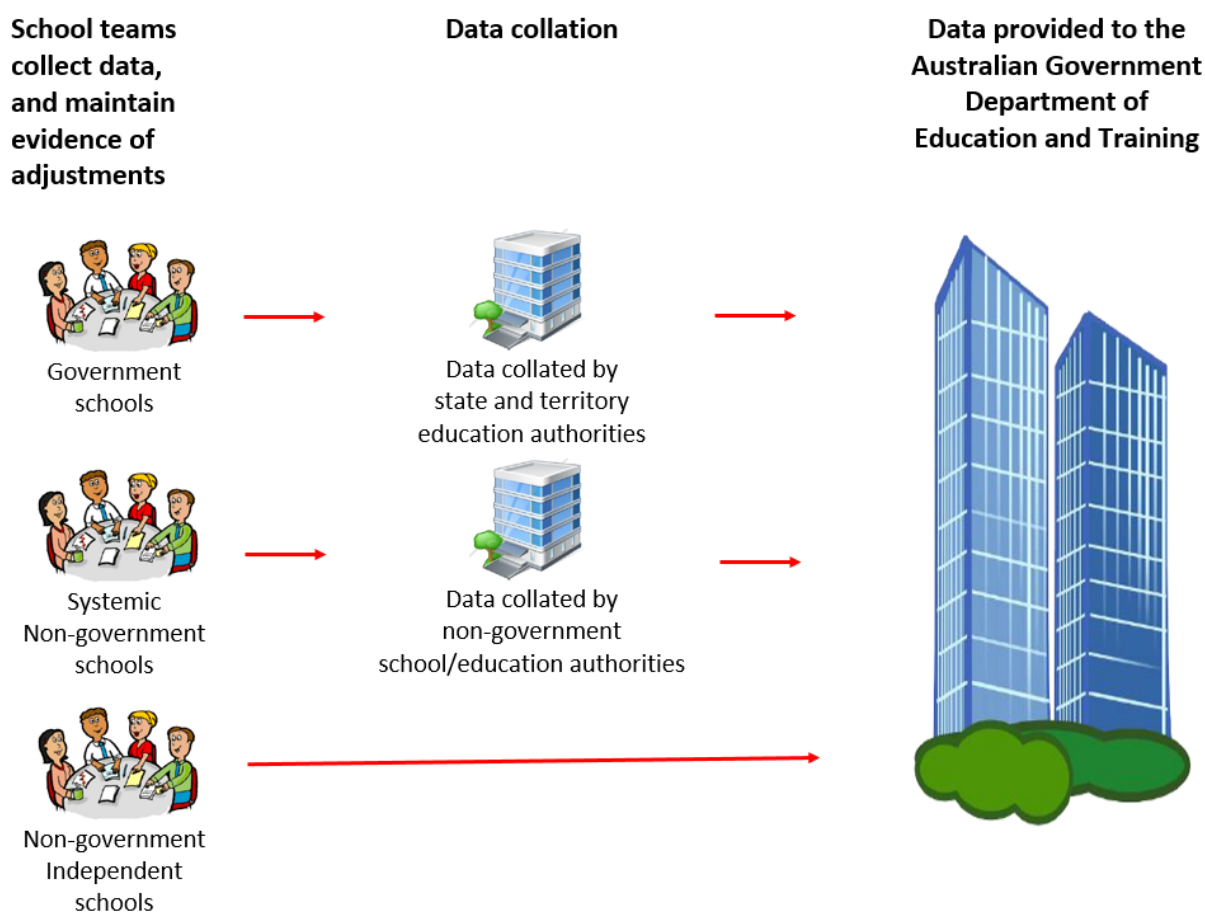 School teams
collect data,
and maintain
evidence of
adjustments
Data collation
Data provided to the
Australian Government
Department of
Education and Training
Government
schools
Data collated by
state and territory
education authorities
Systemic
Non-government
schools
Data collated by
non-government
school/education authorities
Non-government
Independent
schools